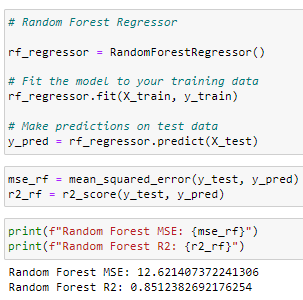 # Random Forest Regressor
rf_regressor = RandomForestRegressor()
# Fit the model to your training data
rf_regressor.fit(X_train, y_train)
# Make predictions on test data
y_pred = rf_regressor.predict(X_test)
mse_rf = mean_squared_error(y_test, y_pred)
r2_rf = r2_score(y_test, y_pred)
print(f"Random Forest MSE: {mse_rf}")
print(f"Random Forest R2: {r2_rf}")
Random Forest MSE: 12.621407372241306
Random Forest R2: 0.8512382692176254